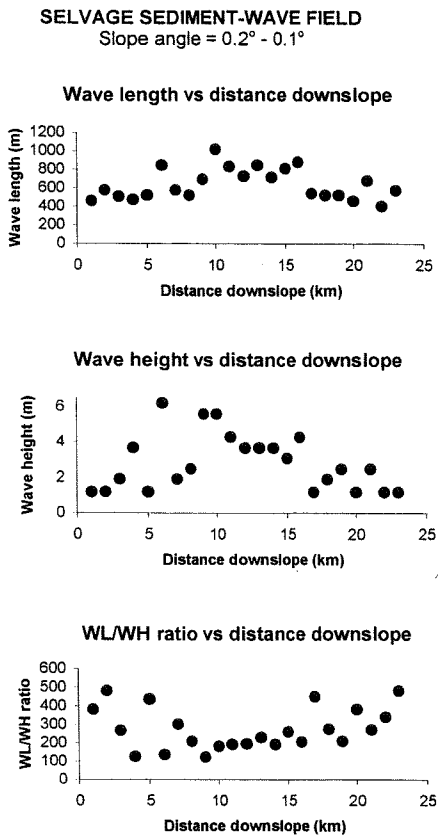 SELVAGE SEDIMENT-WAVE FIELD
Slope angle = 0.2° - 0.1°
Wave length vs distance downslope
Wave length (m)
1200
1000
800
600
400
200
0
0 5 10 15 20 25
Distance downslope (km)
Wave height vs distance downslope
Wave height (m)
6
4
2
0
0 5 10 15 20 25
Distance downslope (km)
WL/WH ratio vs distance downslope
WL/WH ratio
600
500
400
300
200
100
0
0 5 10 15 20 25
Distance downslope (km)